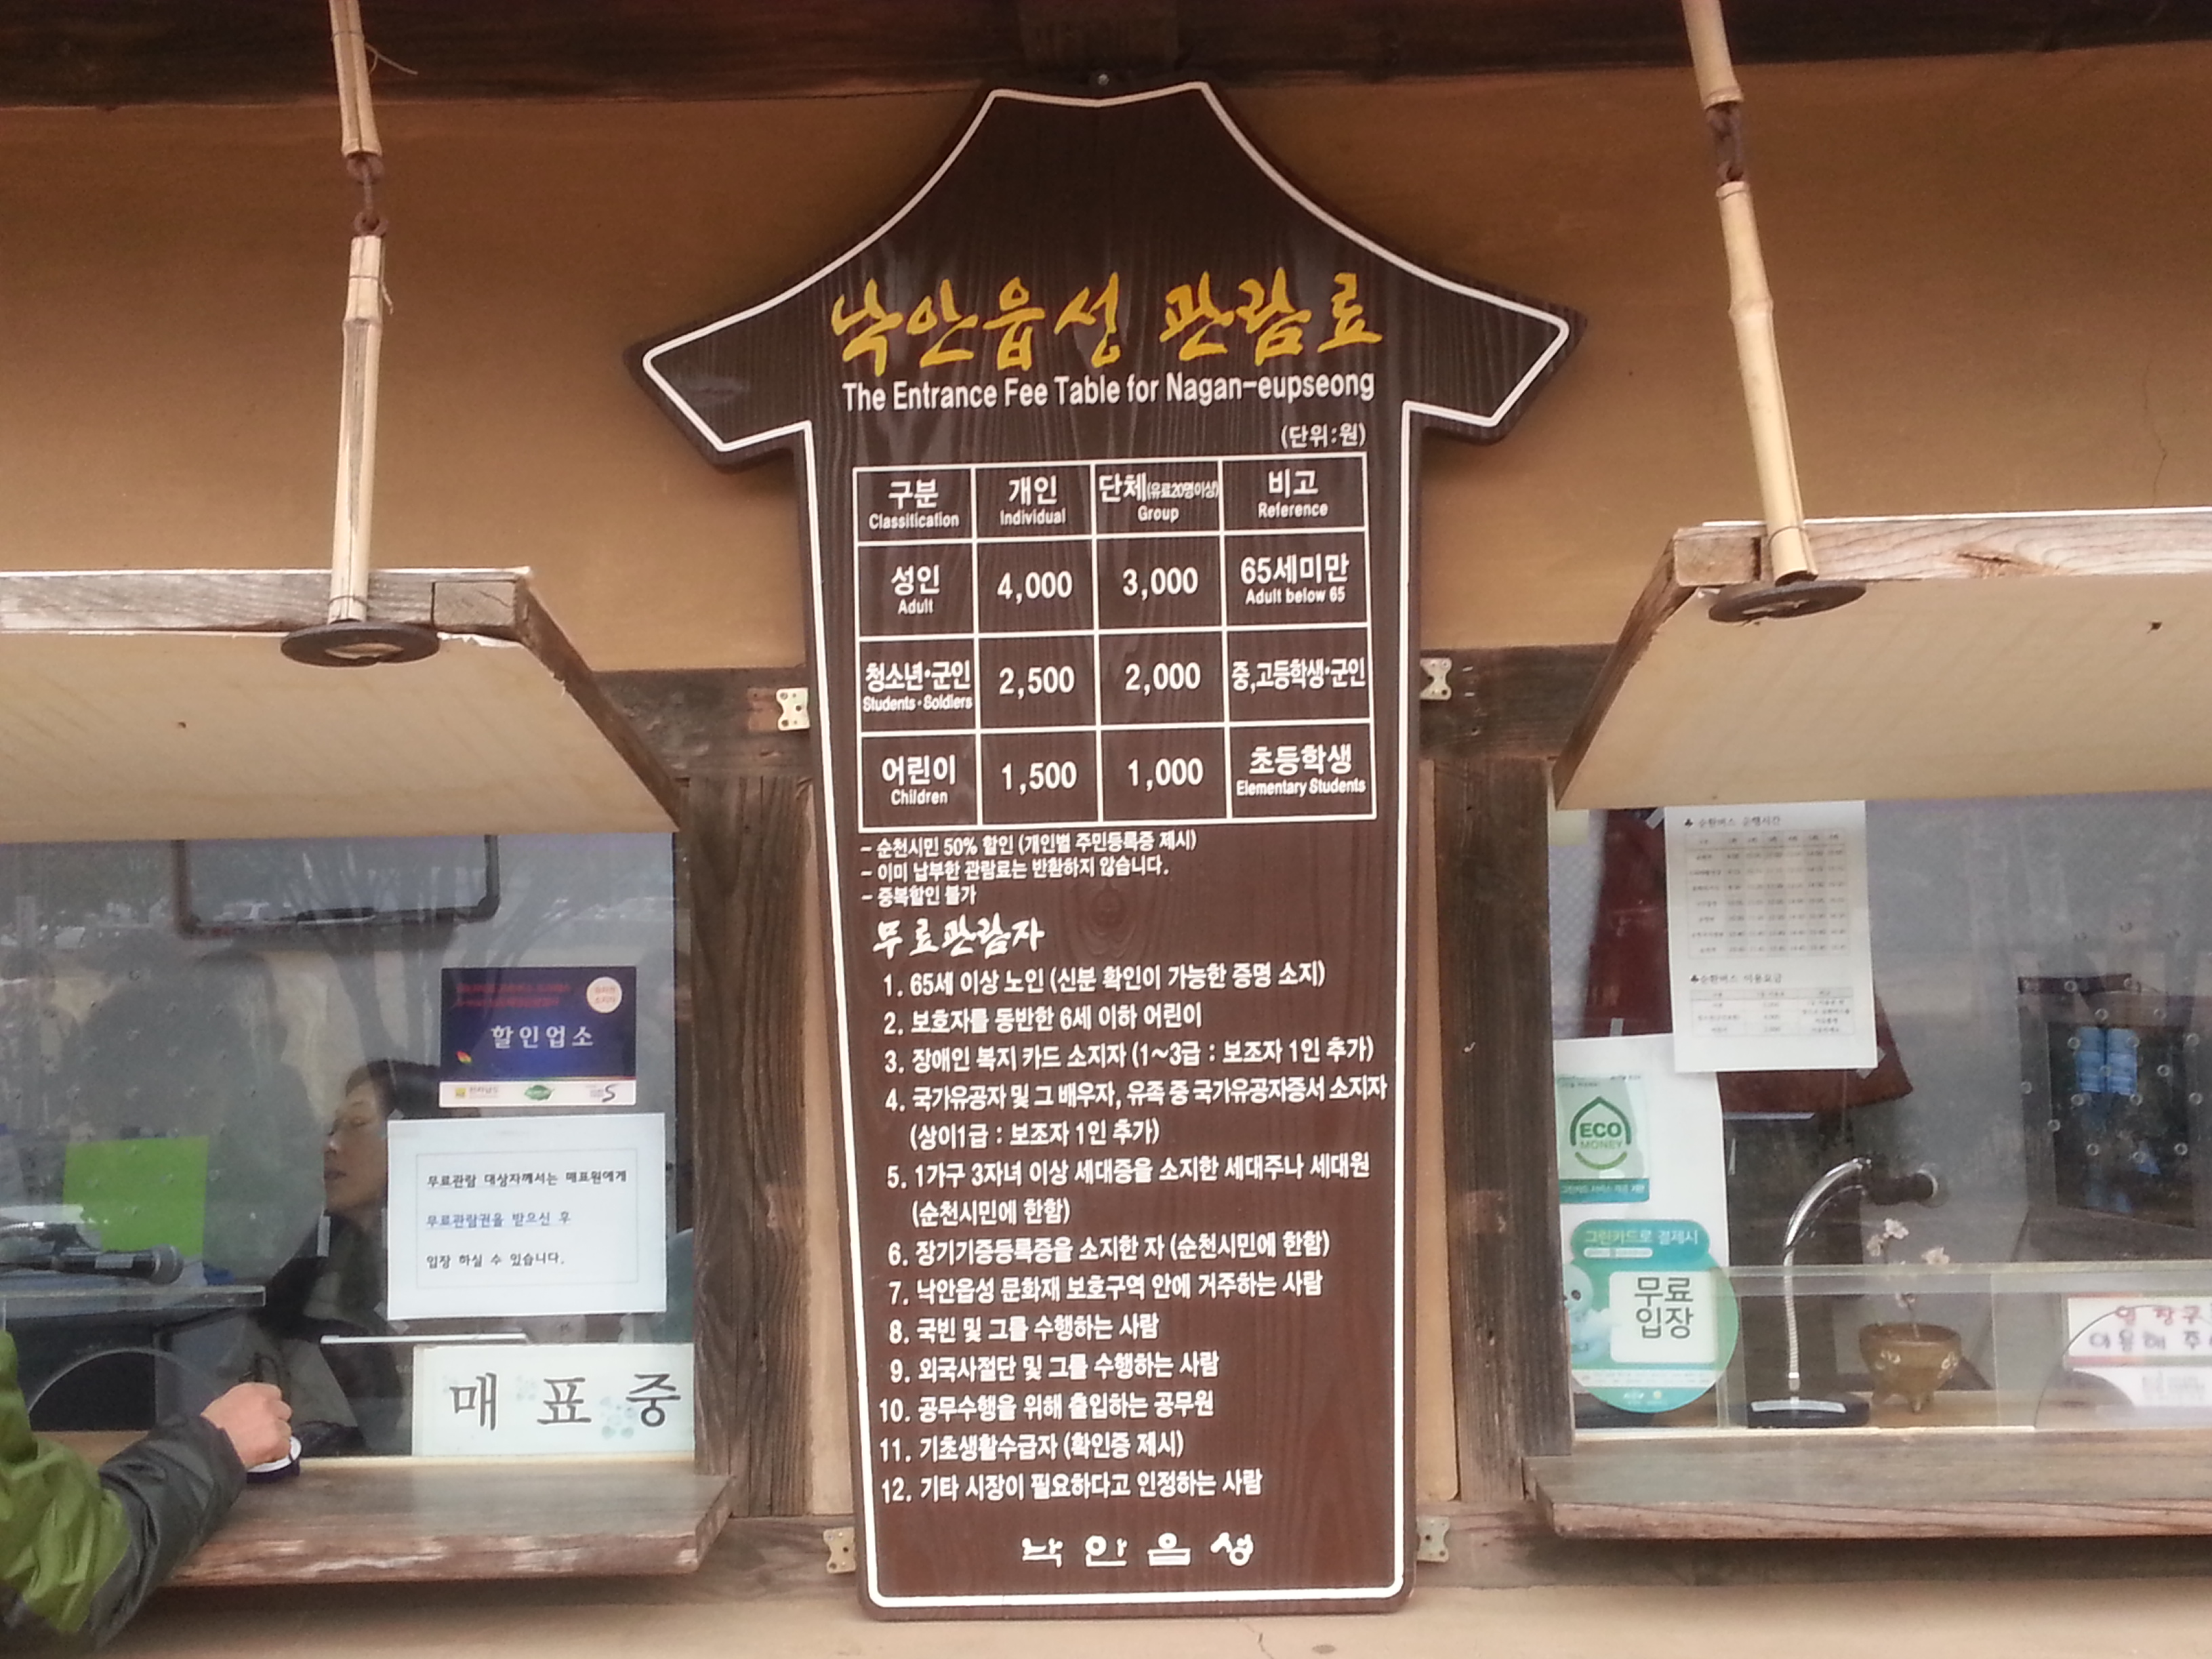 낙안읍성 관람료
The Entrance Fee Table for Nagan-eupseong
(단위:원)
구분 개인 단체(유료20명이상) 비고
Classitication Individual Group Reference
성인 4,000 3,000 65세미만
Adult Adult below 65
청소년·군인 2,500 2,000 중,고등학생·군인
Students·Soldiers
어린이 1,500 1,000 초등학생
Children Elementary Students
- 순천시민 50% 할인 (개인별 주민등록증 제시)
- 이미 납부한 관람료는 반환하지 않습니다.
- 중복할인 불가
무료관람자
1. 65세 이상 노인 (신분 확인이 가능한 증명 소지)
2. 보호자를 동반한 6세 이하 어린이
3. 장애인 복지 카드 소지자 (1~3급 : 보조자 1인 추가)
4. 국가유공자 및 그 배우자, 유족 중 국가유공자증서 소지자
(상이1급 : 보조자 1인 추가)
5. 1가구 3자녀 이상 세대증을 소지한 세대주나 세대원
(순천시민에 한함)
6. 장기기증등록증을 소지한 자 (순천시민에 한함)
7. 낙안읍성 문화재 보호구역 안에 거주하는 사람
8. 국빈 및 그를 수행하는 사람
9. 외국사절단 및 그를 수행하는 사람
10. 공무수행을 위해 출입하는 공무원
11. 기초생활수급자 (확인증 제시)
12. 기타 시장이 필요하다고 인정하는 사람
낙안읍성
할인업소
무료관람 대상자께서는 매표원에게
무료관람권을 받으신 후
입장 하실 수 있습니다.
매표중
♣순환버스 운행시간
♣순환버스 이용요금
ECO
MONEY
그린카드로 결제시
무료
입장